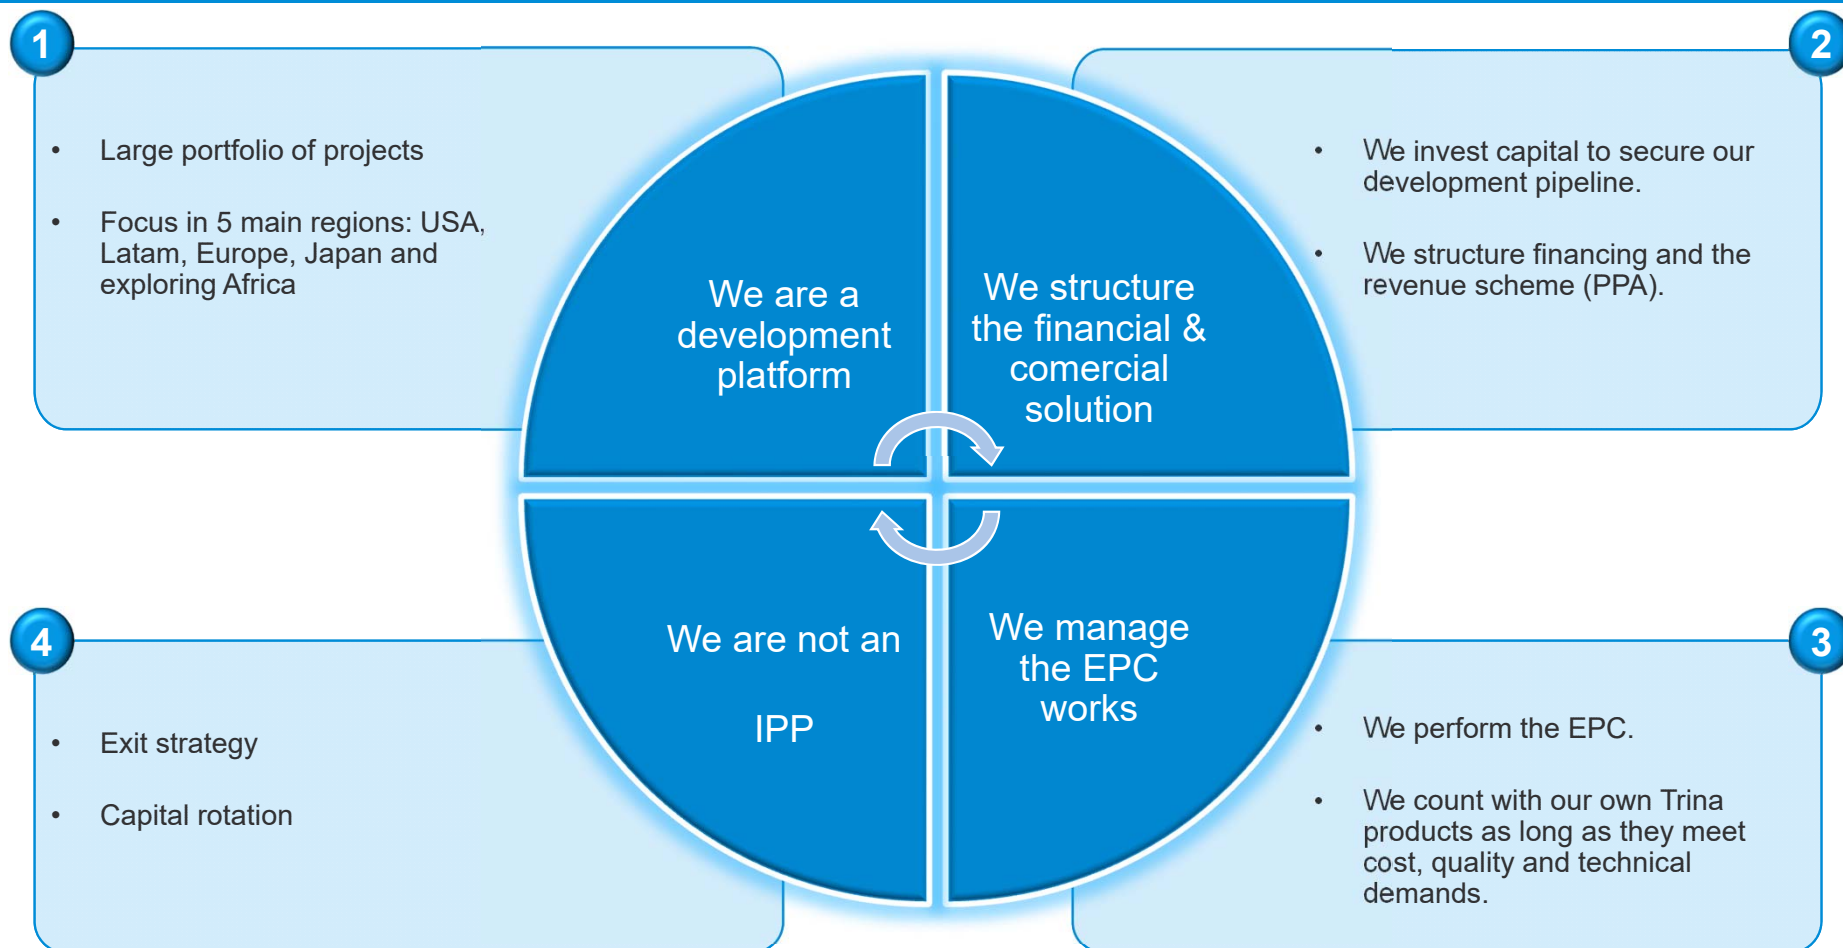 1
• Large portfolio of projects
• Focus in 5 main regions: USA,
Latam, Europe, Japan and
exploring Africa
We are a
development
platform
2
We structure
the financial &
comercial
solution
• We invest capital to secure our
development pipeline.
• We structure financing and the
revenue scheme (PPA).
3
We manage
the EPC
works
• We perform the EPC.
• We count with our own Trina
products as long as they meet
cost, quality and technical
demands.
4
• Exit strategy
• Capital rotation
We are not an
IPP